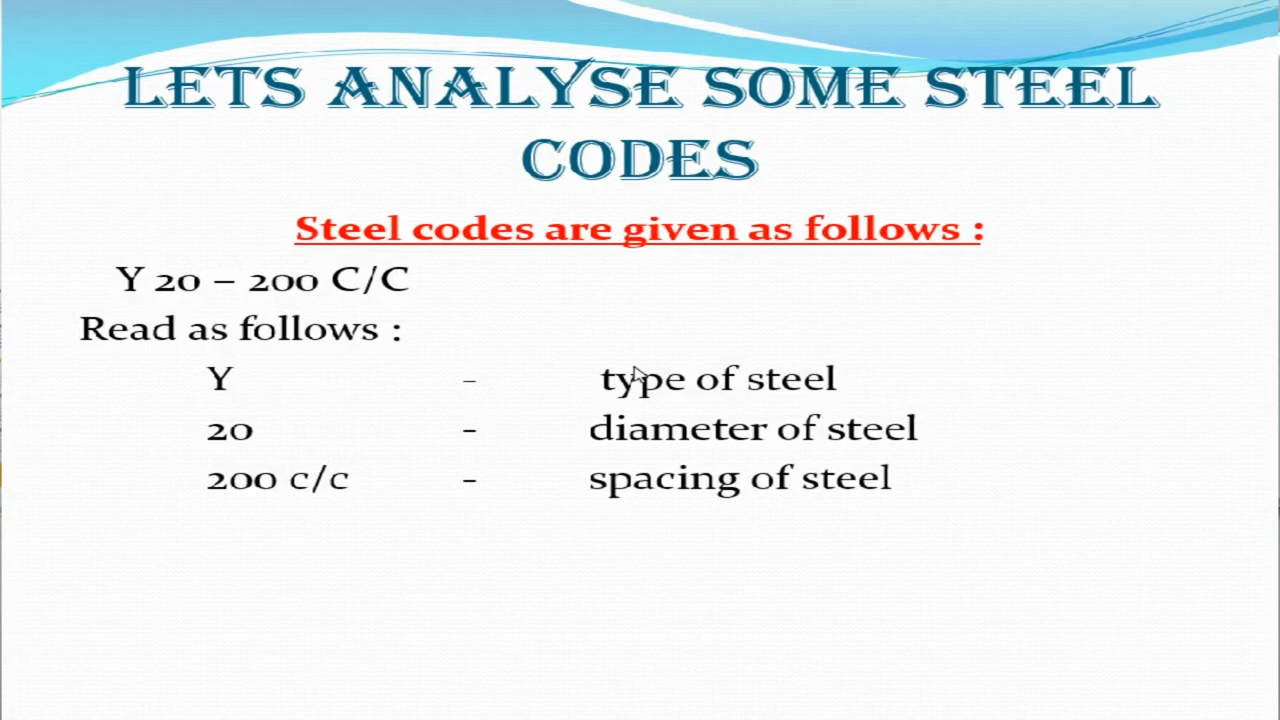 LETS ANALYSE SOME STEEL
CODES
Steel codes are given as follows :
Y 20 – 200 C/C
Read as follows :
Y - type of steel
20 - diameter of steel
200 c/c - spacing of steel